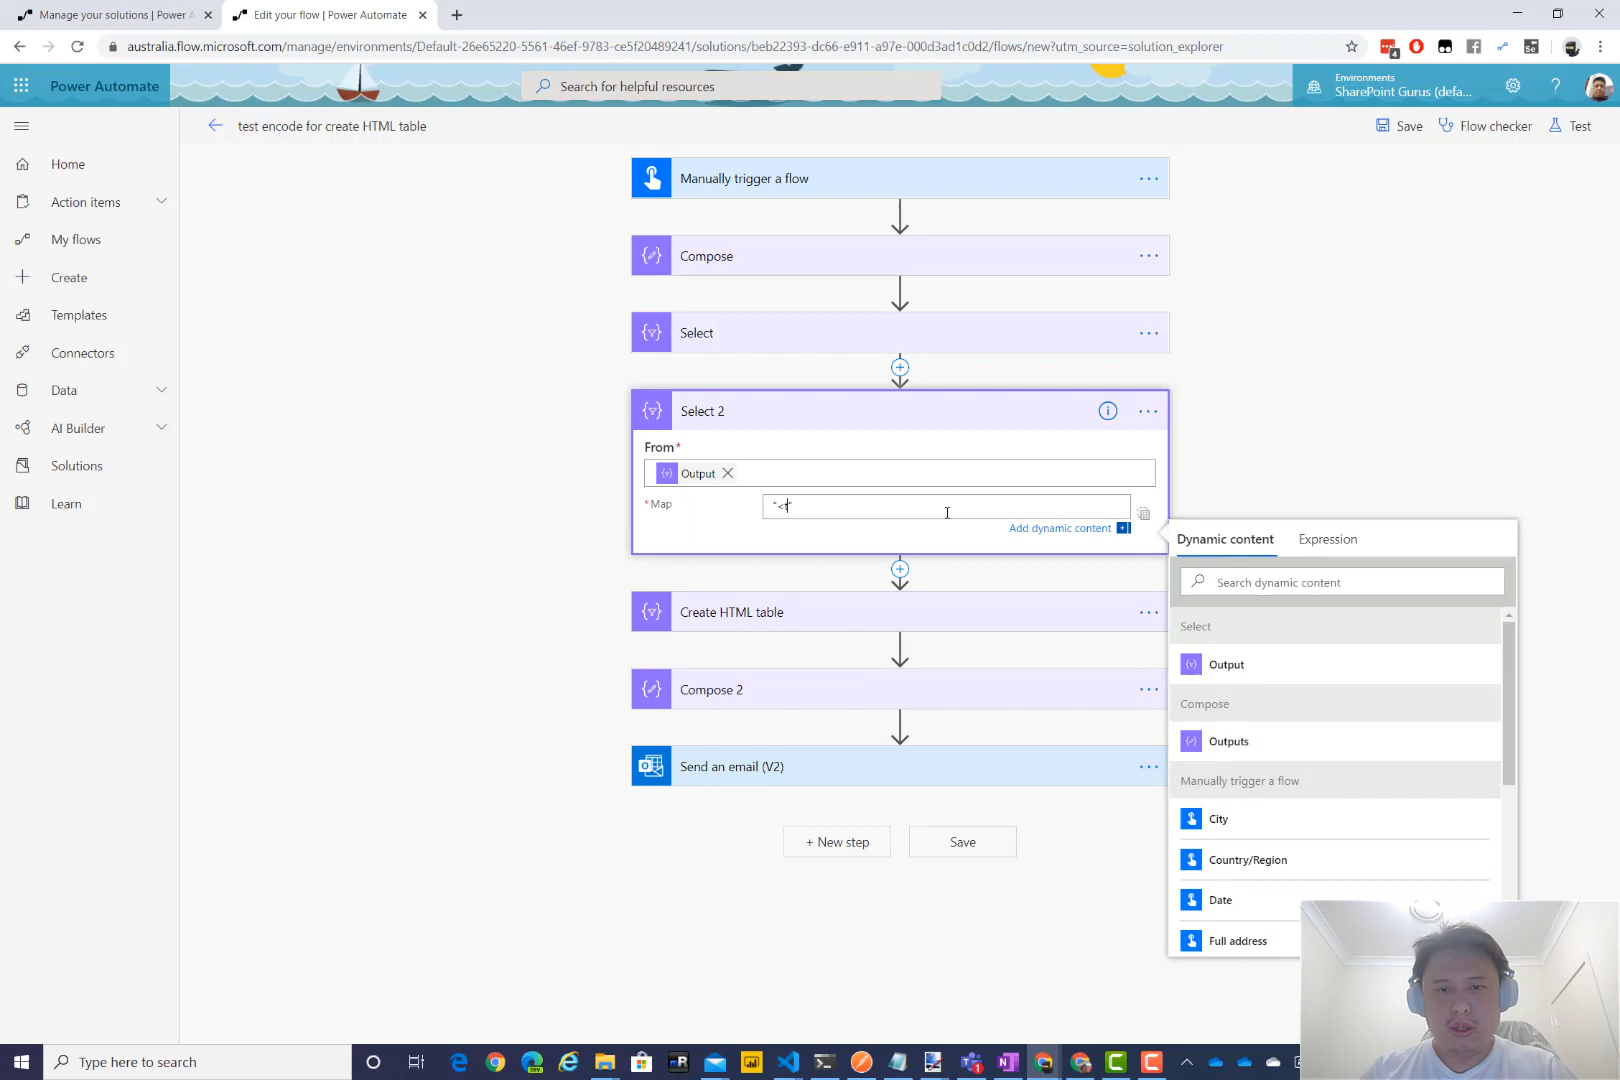 Manage your solutions | Power A
Edit your flow | Power Automate
australia.flow.microsoft.com/manage/environments/Default-26e65220-5561-46ef-9783-ce5f20489241/solutions/beb22393-dc66-e911-a97e-000d3ad1c0d2/flows/new?utm_source=solution_explorer
4
Power Automate
Search for helpful resources
Environments
SharePoint Gurus (defa...
?
test encode for create HTML table
Save
Flow checker
Test
Home
Action items
My flows
Create
Templates
Connectors
Data
AI Builder
Solutions
Learn
Manually trigger a flow
Compose
Select
Select 2
From *
Output
* Map
"<t"
Add dynamic content
Create HTML table
Compose 2
Send an email (V2)
+ New step
Save
Dynamic content
Expression
Search dynamic content
Select
Output
Compose
Outputs
Manually trigger a flow
City
Country/Region
Date
Full address
Type here to search